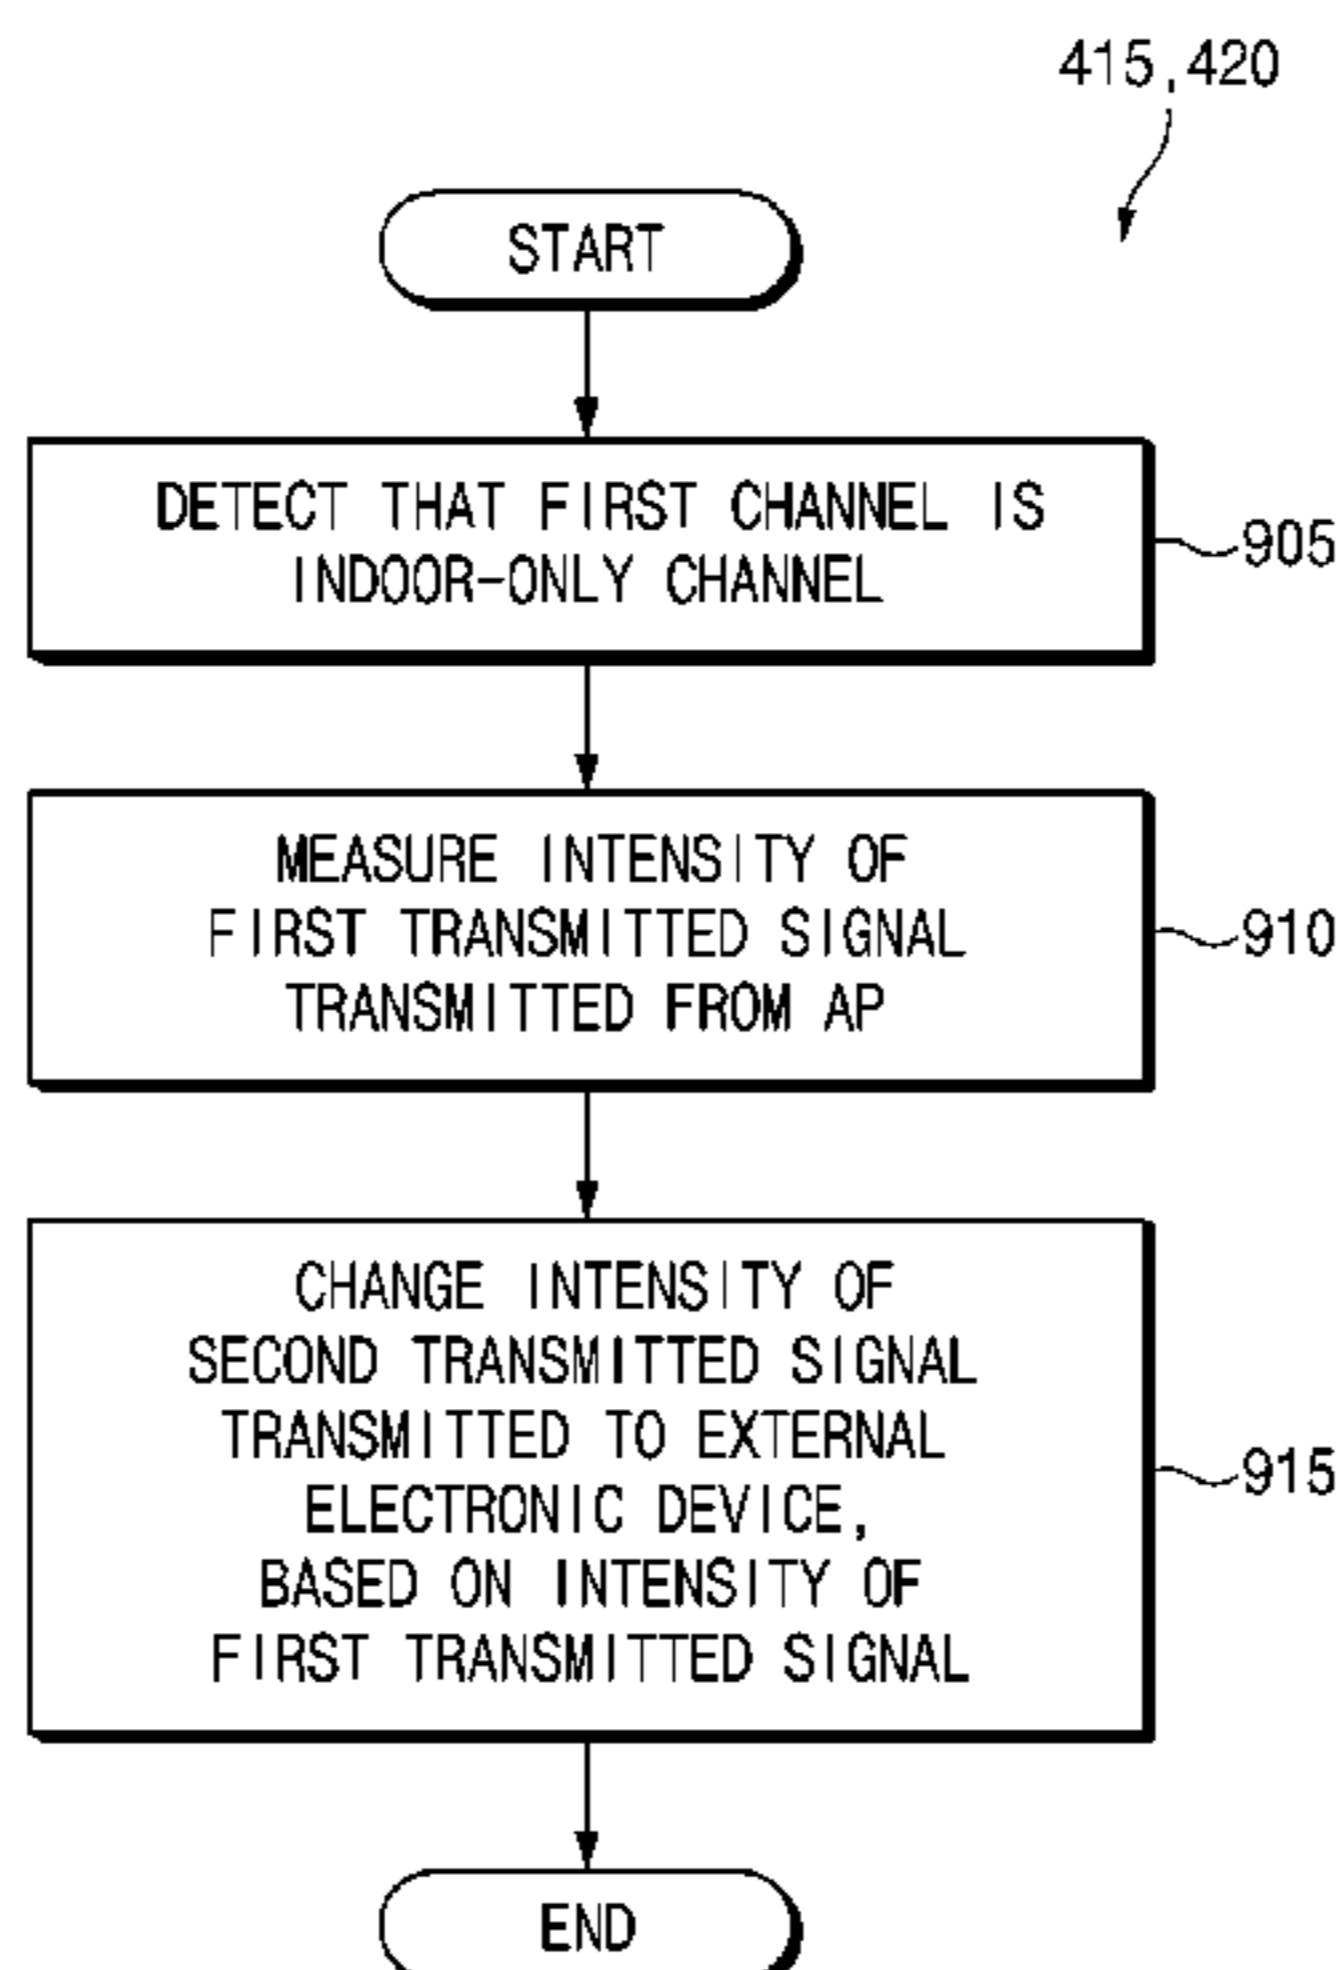 415,420
START
DETECT THAT FIRST CHANNEL IS
INDOOR-ONLY CHANNEL
905
MEASURE INTENSITY OF
FIRST TRANSMITTED SIGNAL
TRANSMITTED FROM AP
910
CHANGE INTENSITY OF
SECOND TRANSMITTED SIGNAL
TRANSMITTED TO EXTERNAL
ELECTRONIC DEVICE,
BASED ON INTENSITY OF
FIRST TRANSMITTED SIGNAL
915
END